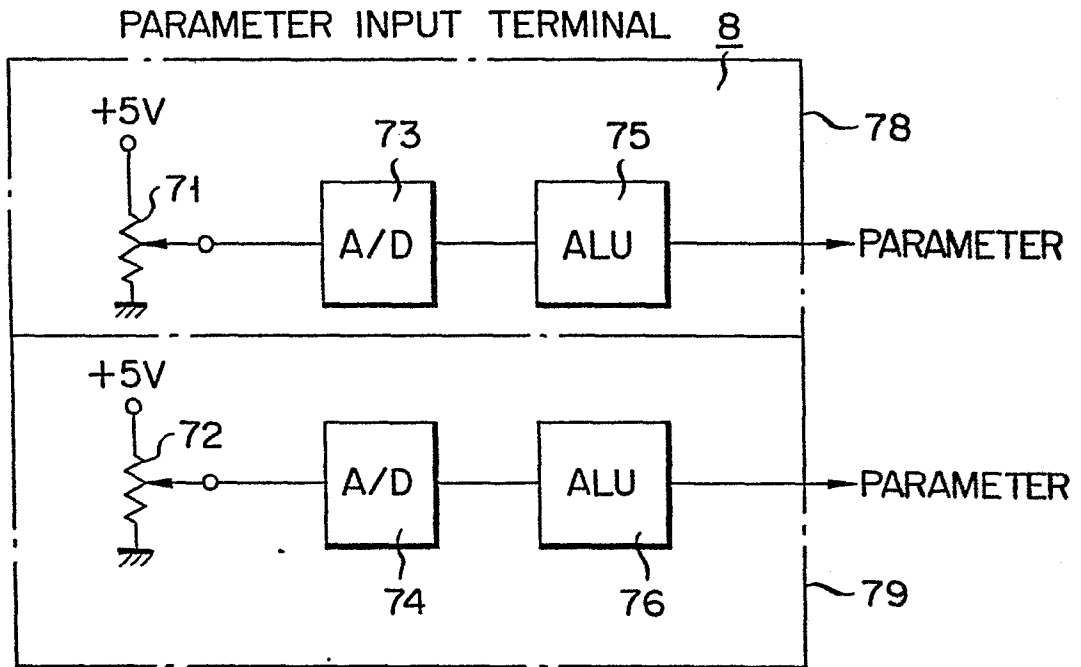 PARAMETER INPUT TERMINAL 8
+5V
71
73
75
78
A/D
ALU
PARAMETER
+5V
72
A/D
ALU
PARAMETER
74
76
79